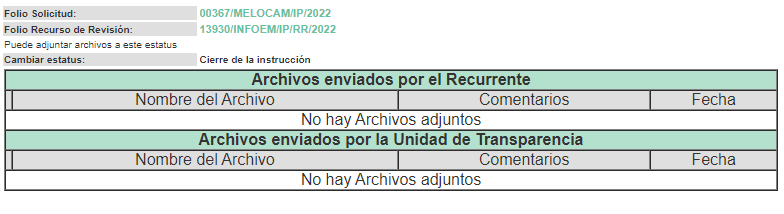 Folio Solicitud: 00367/MELOCAM/IP/2022
Folio Recurso de Revisión: 13930/INFOEM/IP/RR/2022
Puede adjuntar archivos a este estatus
Cambiar estatus: Cierre de la instrucción
Archivos enviados por el Recurrente
Nombre del Archivo Comentarios Fecha
No hay Archivos adjuntos
Archivos enviados por la Unidad de Transparencia
Nombre del Archivo Comentarios Fecha
No hay Archivos adjuntos